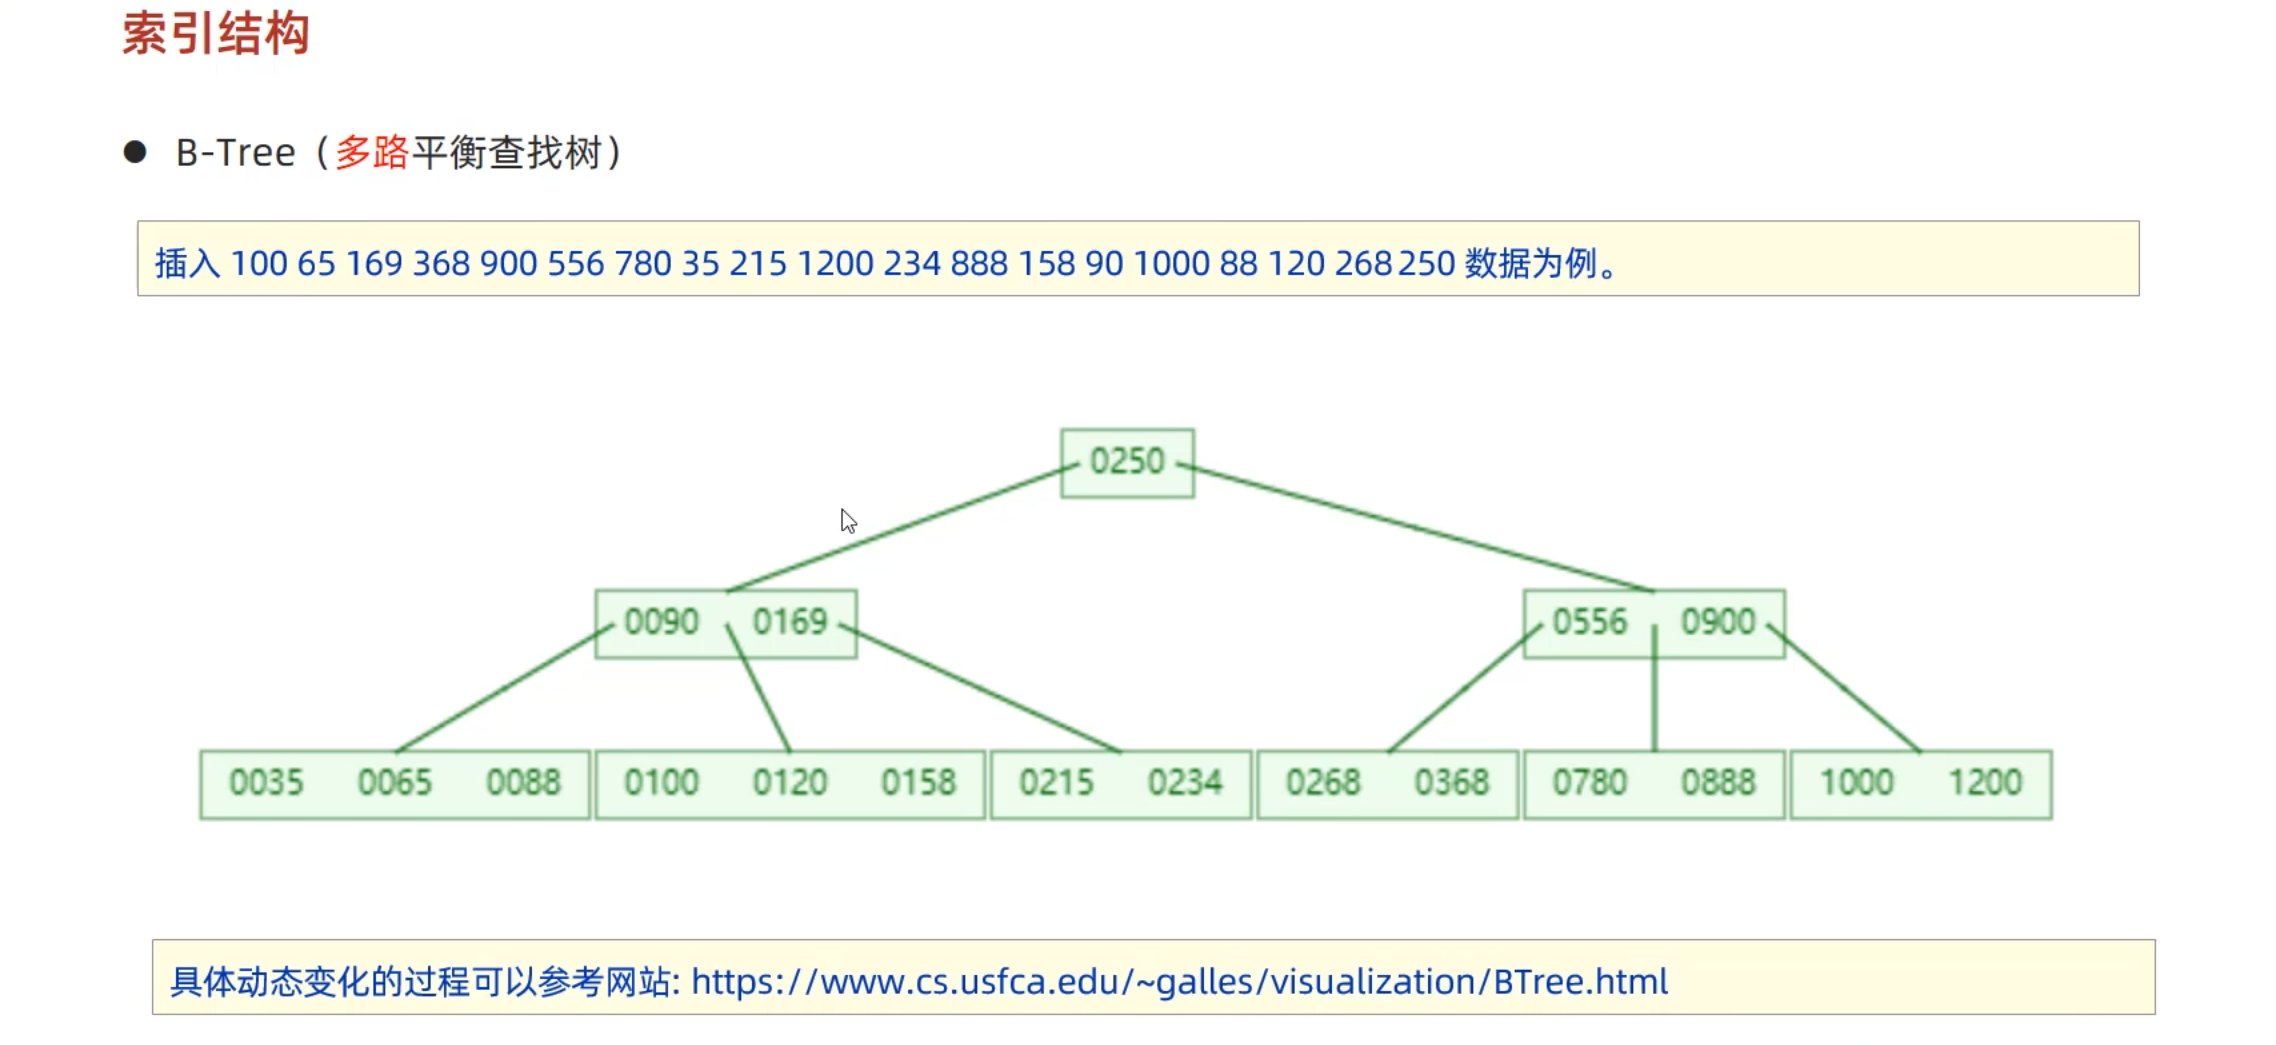 索引结构
● B-Tree（多路平衡查找树）
插入 100 65 169 368 900 556 780 35 215 1200 234 888 158 90 1000 88 120 268 250 数据为例。
0250
0090 0169 0556 0900
0035 0065 0088 0100 0120 0158 0215 0234 0268 0368 0780 0888 1000 1200
具体动态变化的过程可以参考网站: https://www.cs.usfca.edu/~galles/visualization/BTree.html